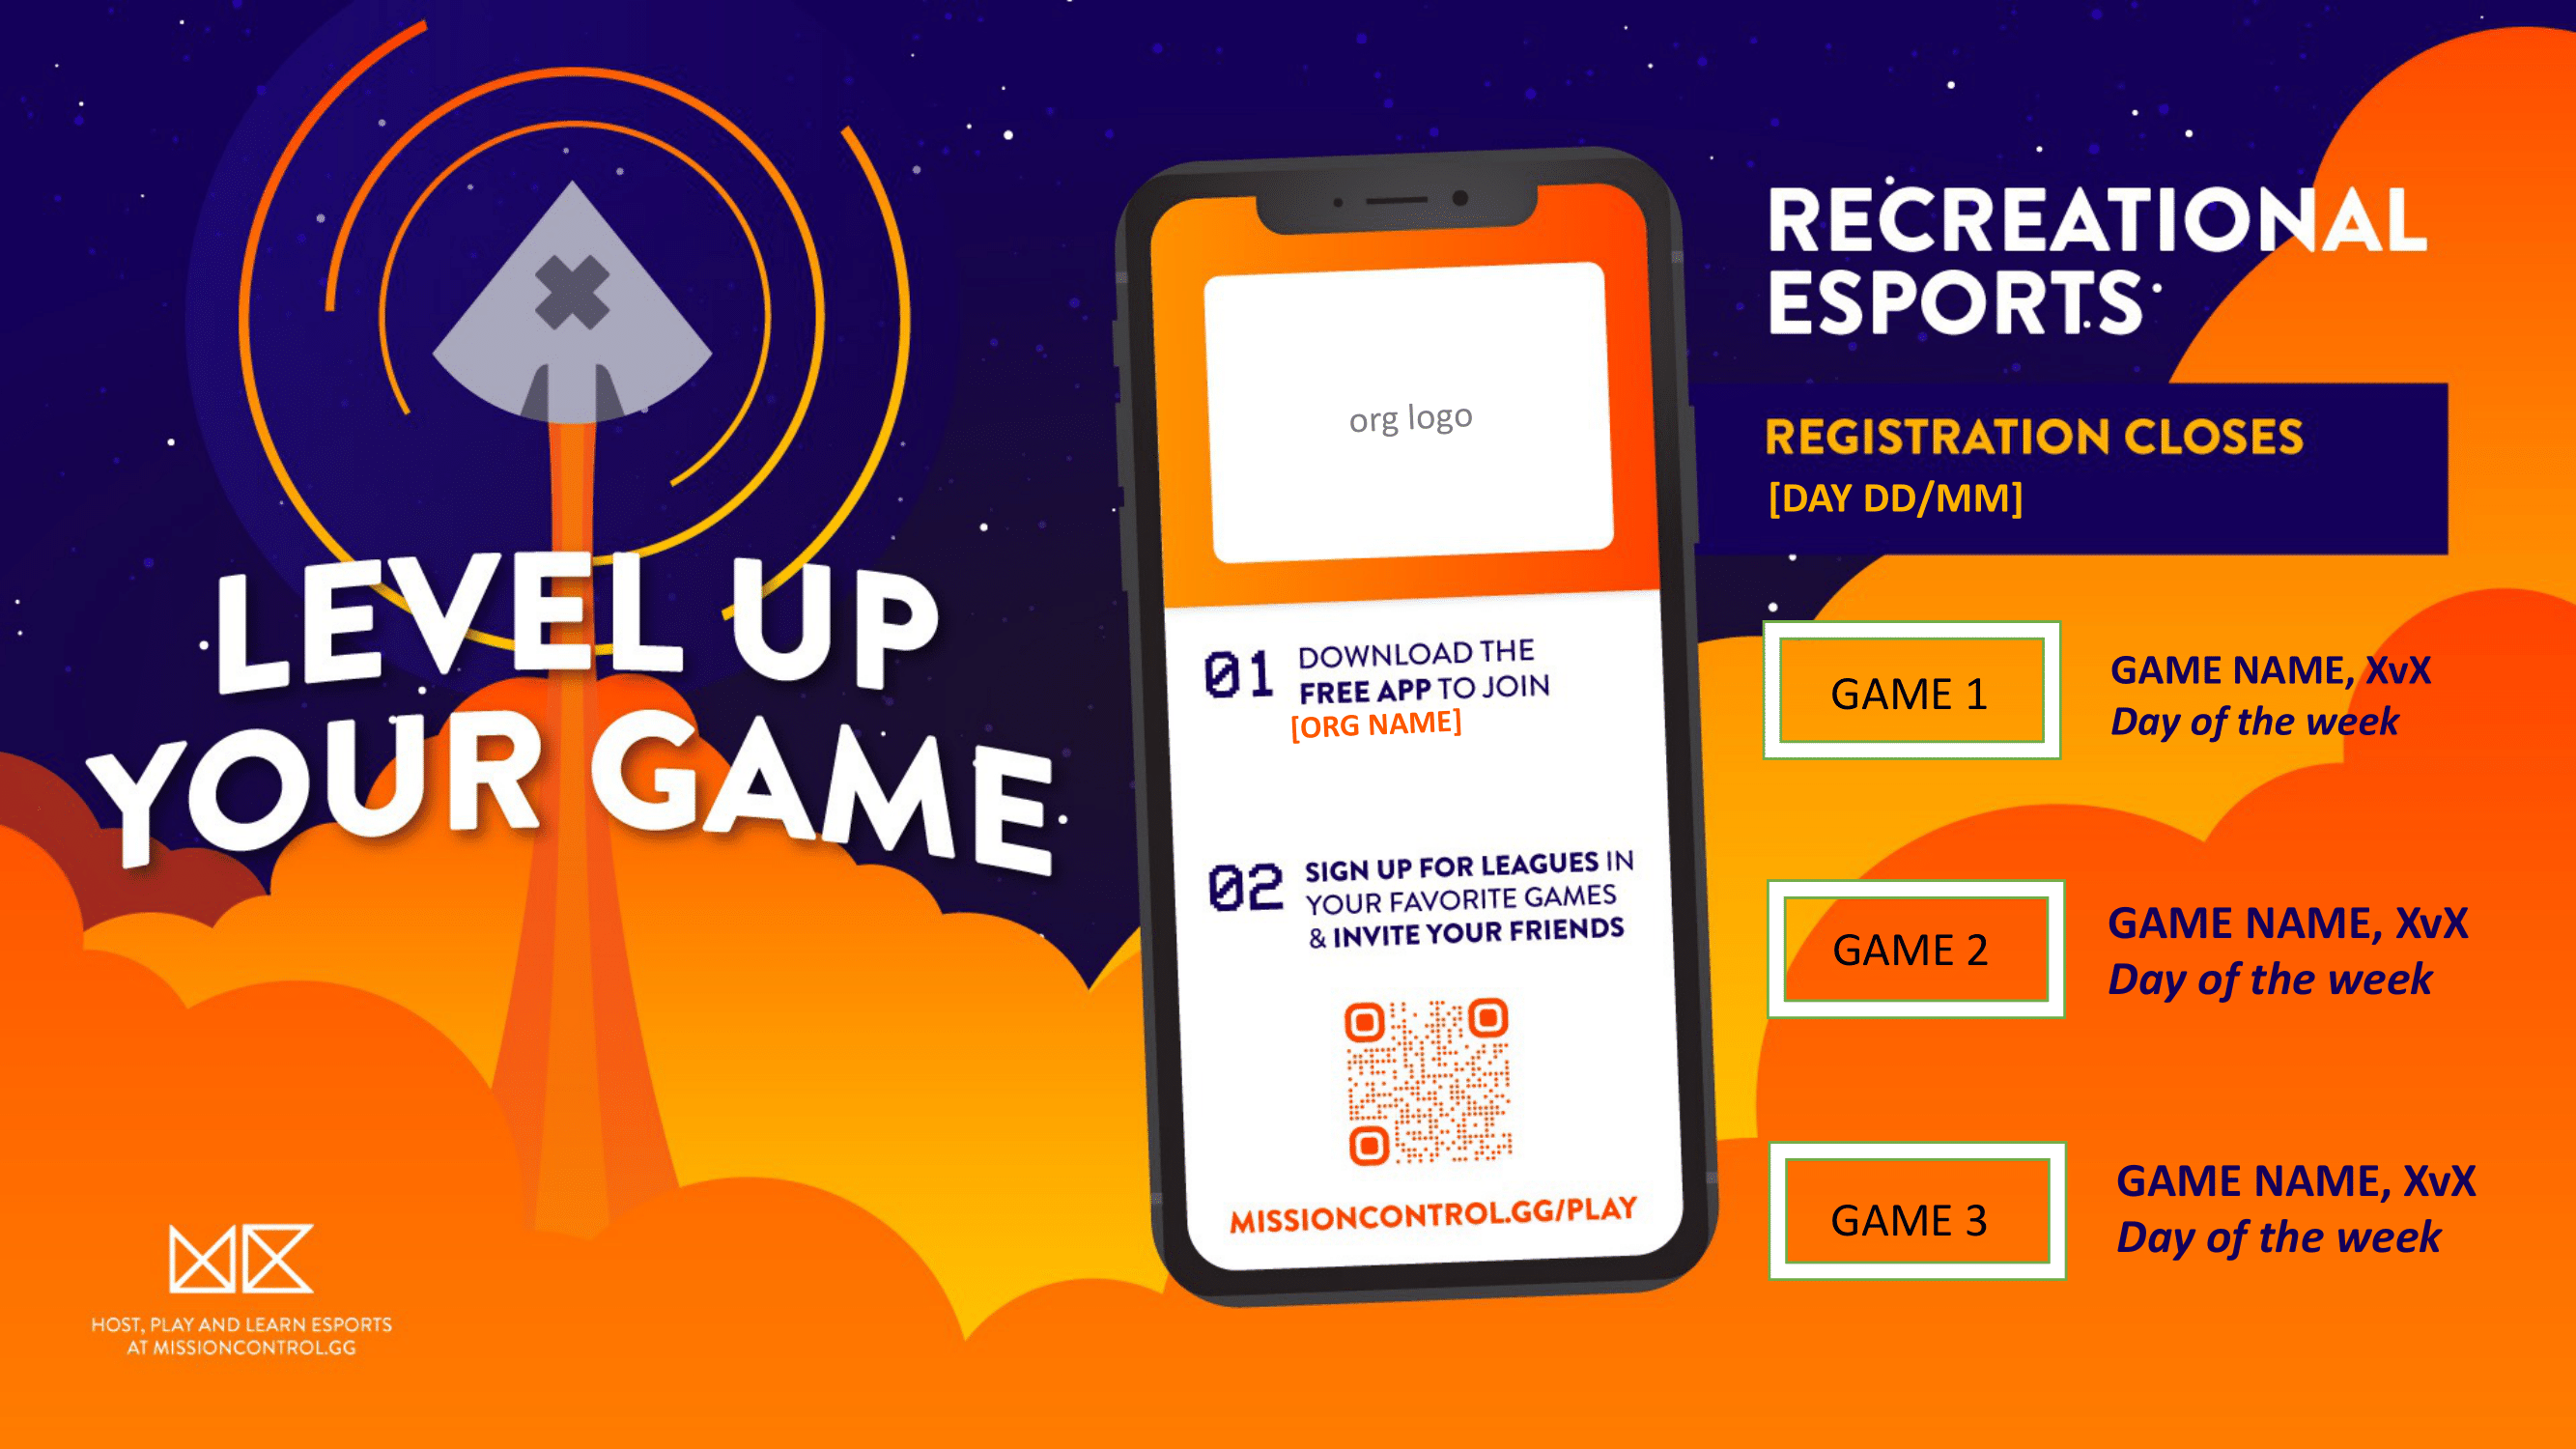 LEVEL UP
YOUR GAME
HOST, PLAY AND LEARN ESPORTS
AT MISSIONCONTROL.GG
org logo
01 DOWNLOAD THE
FREE APP TO JOIN
[ORG NAME]
02 SIGN UP FOR LEAGUES IN
YOUR FAVORITE GAMES
& INVITE YOUR FRIENDS
MISSIONCONTROL.GG/PLAY
RECREATIONAL
ESPORTS
REGISTRATION CLOSES
[DAY DD/MM]
GAME 1
GAME NAME, XvX
Day of the week
GAME 2
GAME NAME, XvX
Day of the week
GAME 3
GAME NAME, XvX
Day of the week